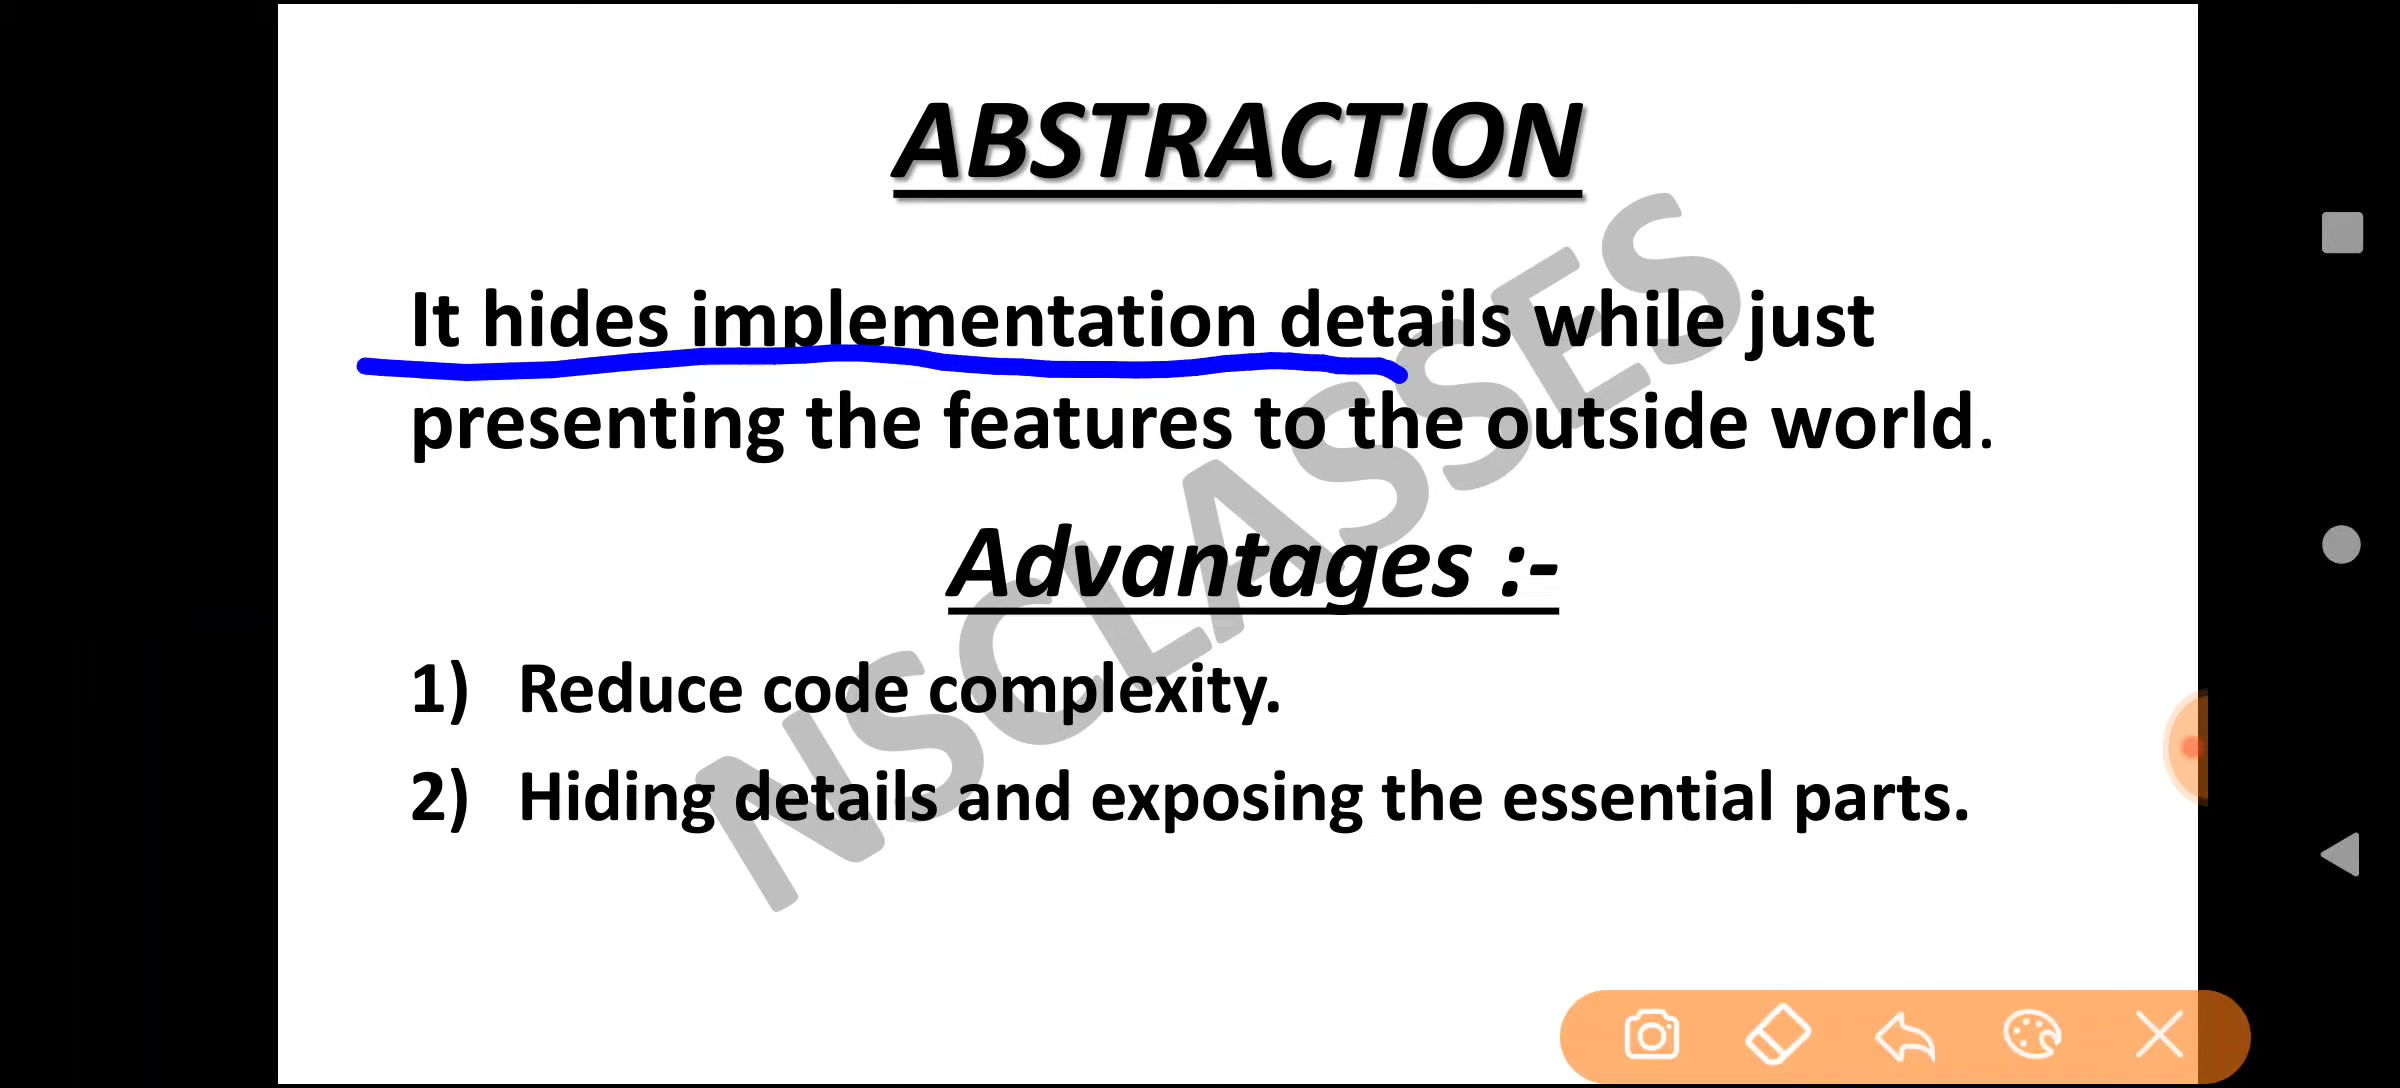 ABSTRACTION
It hides implementation details while just
presenting the features to the outside world.
Advantages :-
1) Reduce code complexity.
2) Hiding details and exposing the essential parts.
NSCLASSES